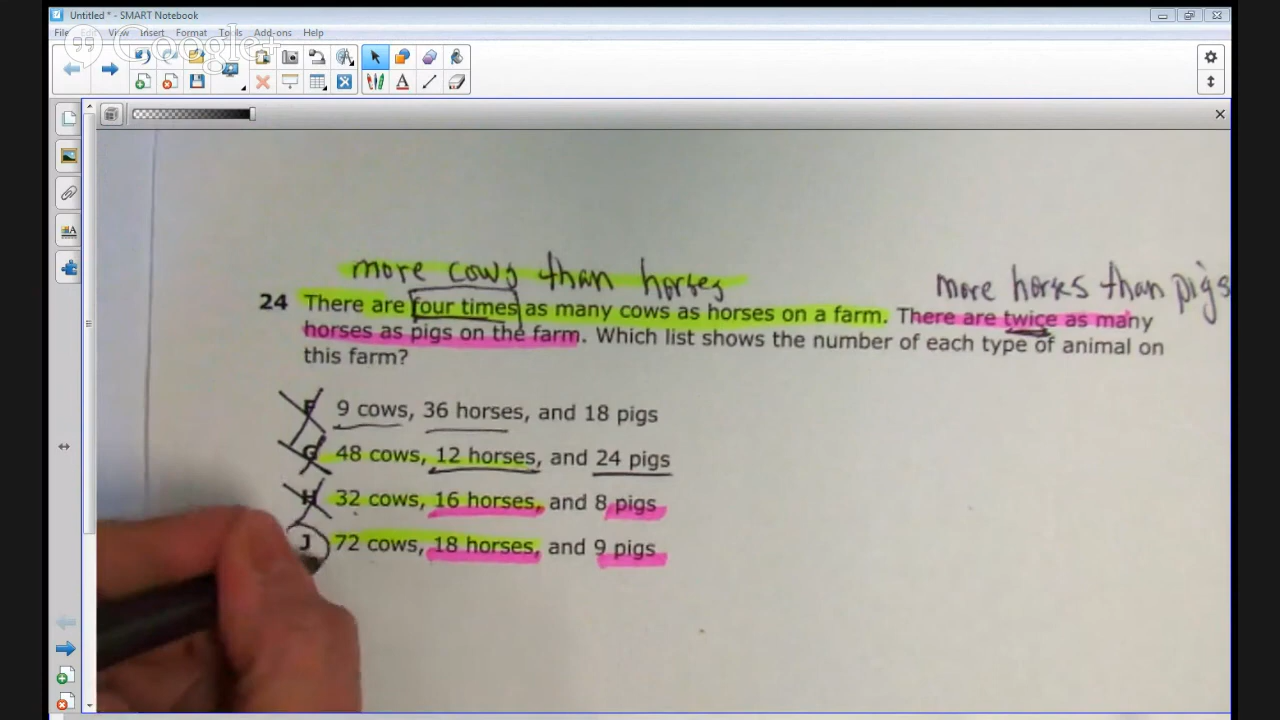 Untitled * - SMART Notebook
File Edit View Insert Format Tools Add-ons Help
Google+
more cows than horses
more horses than pigs
24 There are four times as many cows as horses on a farm. There are twice as many
horses as pigs on the farm. Which list shows the number of each type of animal on
this farm?
F 9 cows, 36 horses, and 18 pigs
G 48 cows, 12 horses, and 24 pigs
H 32 cows, 16 horses, and 8 pigs
J 72 cows, 18 horses, and 9 pigs